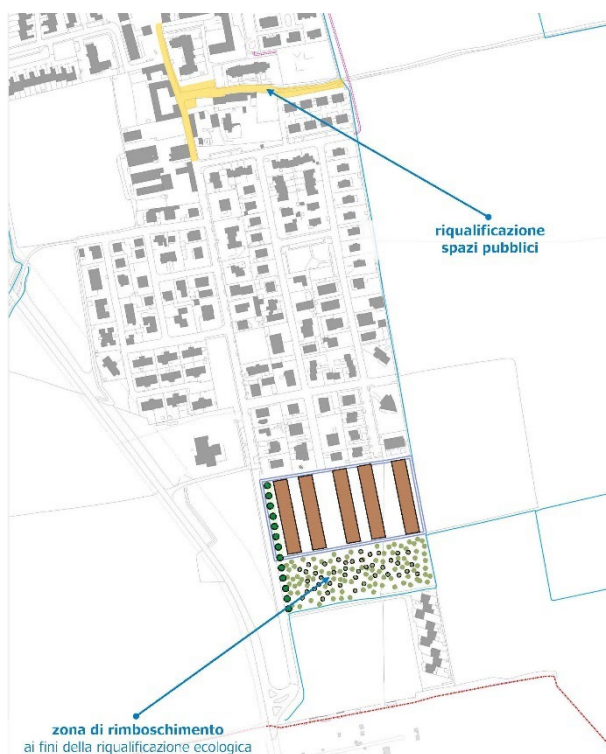 riqualificazione
spazi pubblici
zona di rimboschimento
ai fini della riqualificazione ecologica